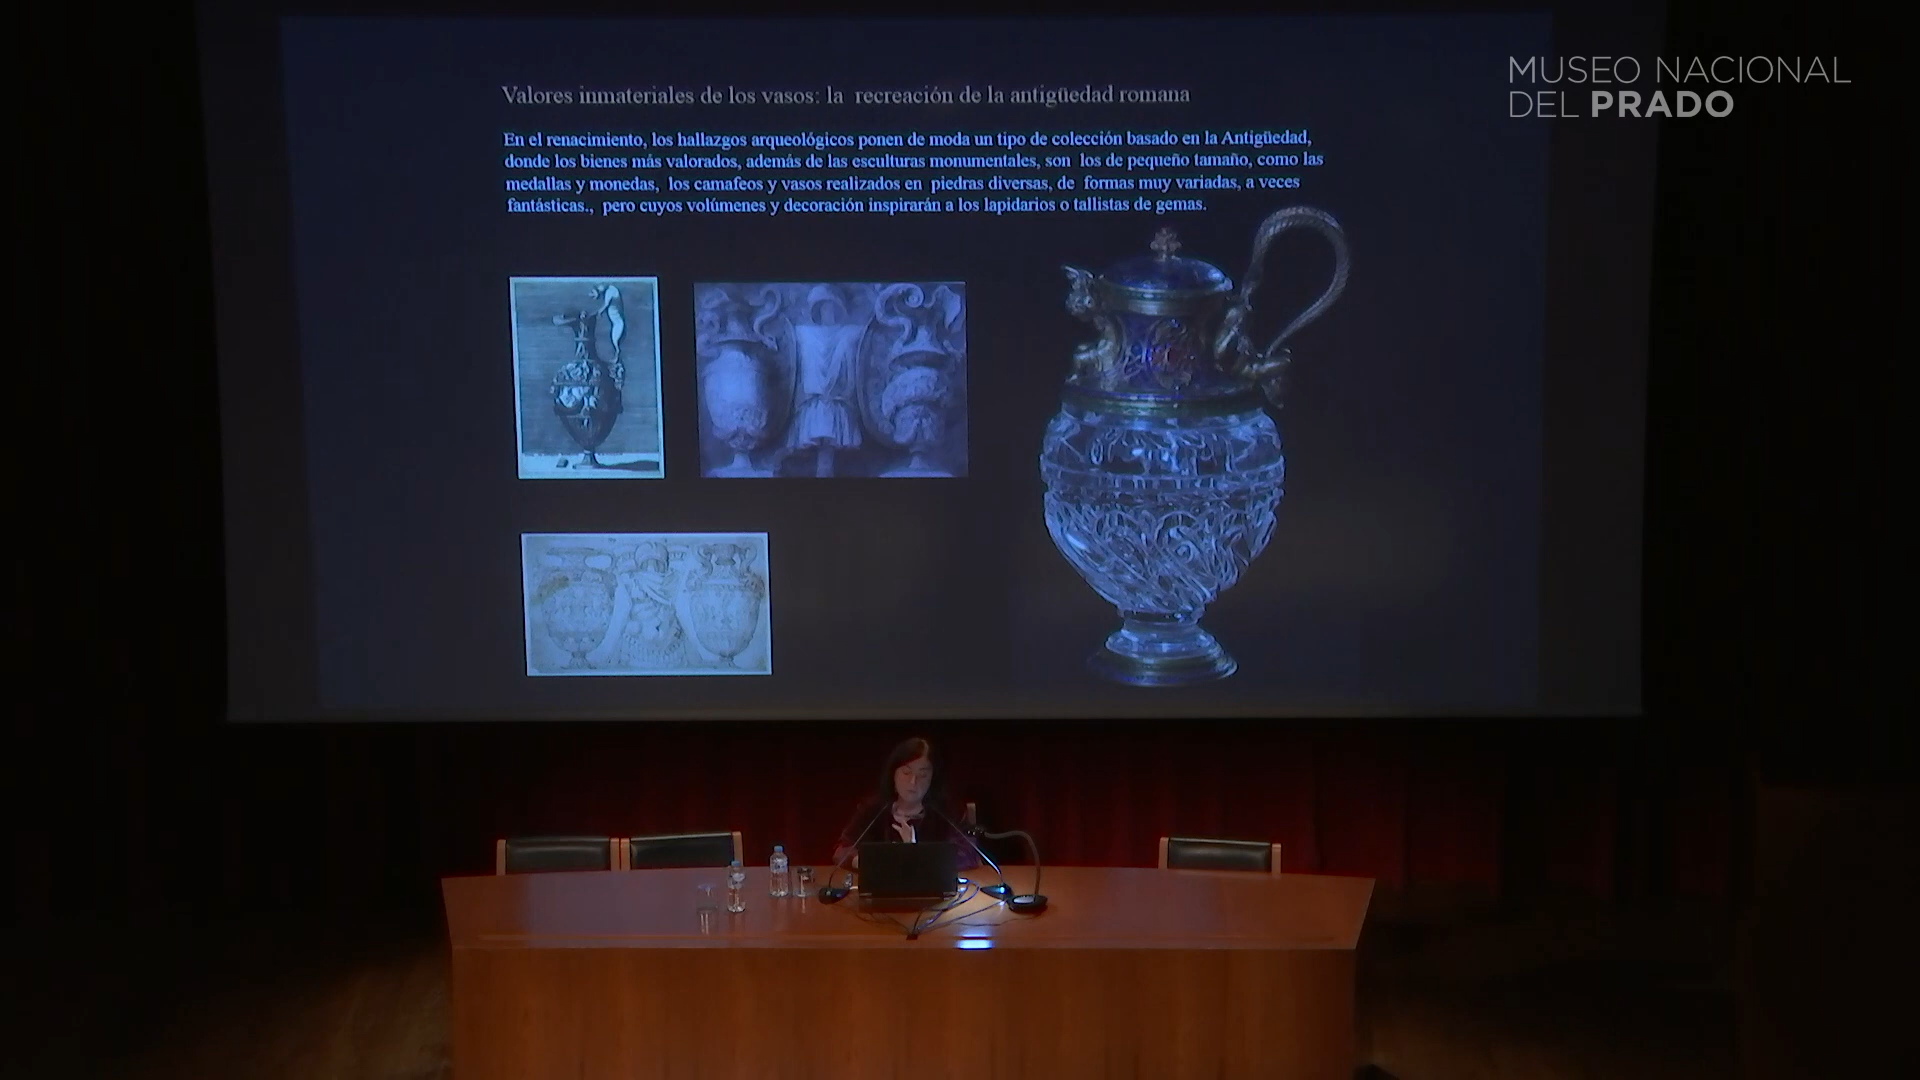 MUSEO NACIONAL
DEL PRADO
Valores inmateriales de los vasos: la recreación de la antigüedad romana
En el renacimiento, los hallazgos arqueológicos ponen de moda un tipo de colección basado en la Antigüedad,
donde los bienes más valorados, además de las esculturas monumentales, son los de pequeño tamaño, como las
medallas y monedas, los camafeos y vasos realizados en piedras diversas, de formas muy variadas, a veces
fantásticas., pero cuyos volúmenes y decoración inspirarán a los lapidarios o tallistas de gemas.